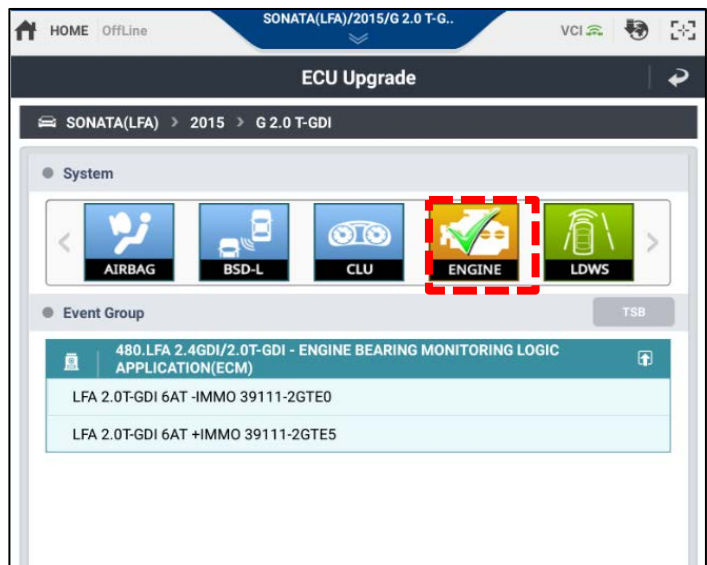 HOME OffLine SONATA(LFA)/2015/G 2.0 T-G.. VCI
ECU Upgrade
SONATA(LFA) > 2015 > G 2.0 T-GDI
System
< AIRBAG BSD-L CLU ENGINE LDWS >
Event Group TSB
480.LFA 2.4GDI/2.0T-GDI - ENGINE BEARING MONITORING LOGIC
APPLICATION(ECM)
LFA 2.0T-GDI 6AT -IMMO 39111-2GTE0
LFA 2.0T-GDI 6AT +IMMO 39111-2GTE5